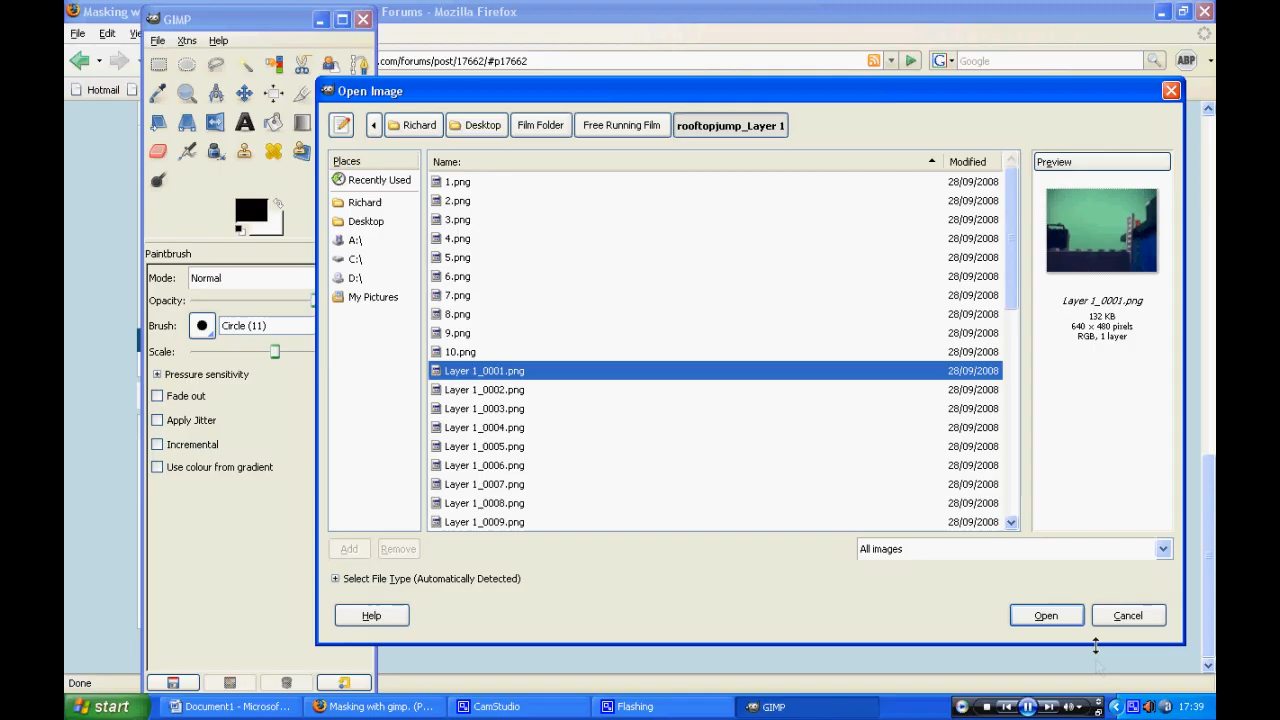 Masking w
GIMP
Forums - Mozilla Firefox
File Edit Vi
File Xtns Help
.com/forums/post/17662/#p17662
G Google
ABP
Hotmail
Open Image
Richard Desktop Film Folder Free Running Film rooftopjump_Layer 1
Places
Recently Used
Richard
Desktop
A:\
C:\
D:\
My Pictures
Name: Modified
1.png 28/09/2008
2.png 28/09/2008
3.png 28/09/2008
4.png 28/09/2008
5.png 28/09/2008
6.png 28/09/2008
7.png 28/09/2008
8.png 28/09/2008
9.png 28/09/2008
10.png 28/09/2008
Layer 1_0001.png 28/09/2008
Layer 1_0002.png 28/09/2008
Layer 1_0003.png 28/09/2008
Layer 1_0004.png 28/09/2008
Layer 1_0005.png 28/09/2008
Layer 1_0006.png 28/09/2008
Layer 1_0007.png 28/09/2008
Layer 1_0008.png 28/09/2008
Layer 1_0009.png 28/09/2008
Preview
Layer 1_0001.png
132 KB
640 x 480 pixels
RGB, 1 layer
Add Remove
All images
Select File Type (Automatically Detected)
Help Open Cancel
Paintbrush
Mode: Normal
Opacity:
Brush: Circle (11)
Scale:
Pressure sensitivity
Fade out
Apply Jitter
Incremental
Use colour from gradient
Done
start Document1 - Microsof... Masking with gimp. (P... CamStudio Flashing GIMP 17:39